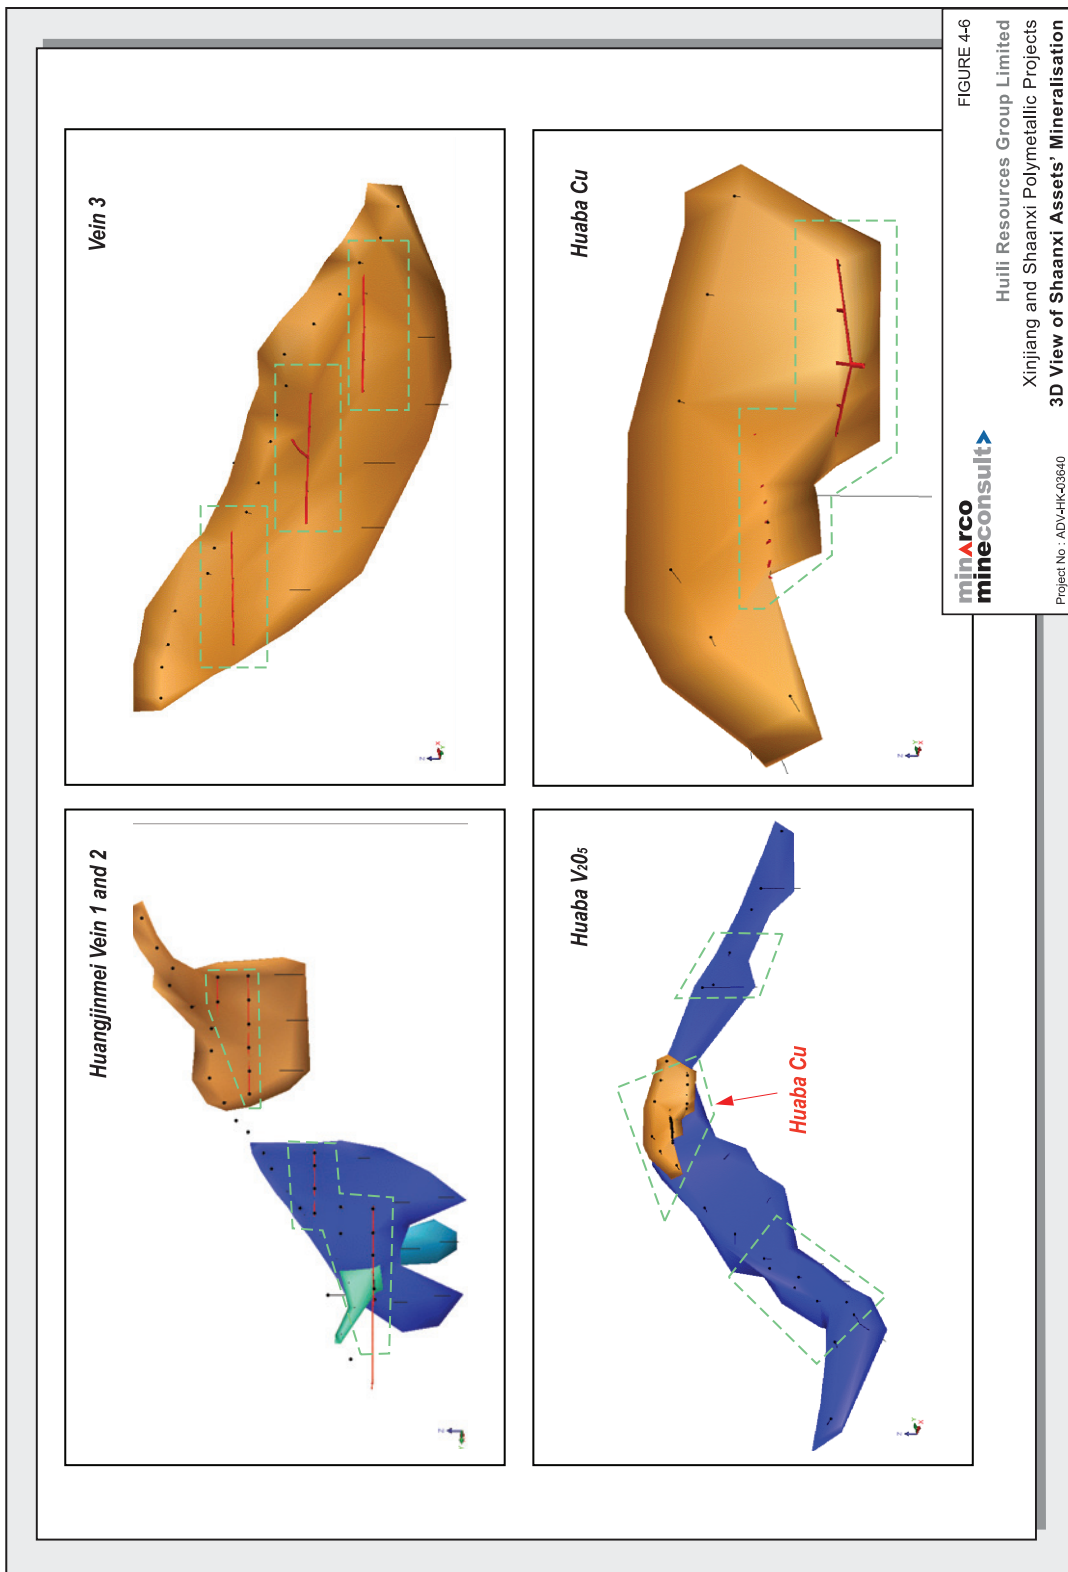 Huangjinmei Vein 1 and 2
Vein 3
Huaba V₂0₅
Huaba Cu
Huaba Cu
minarco
mineconsult
Project No : ADV-HK-03640
FIGURE 4-6
Huili Resources Group Limited
Xinjiang and Shaanxi Polymetallic Projects
3D View of Shaanxi Assets' Mineralisation